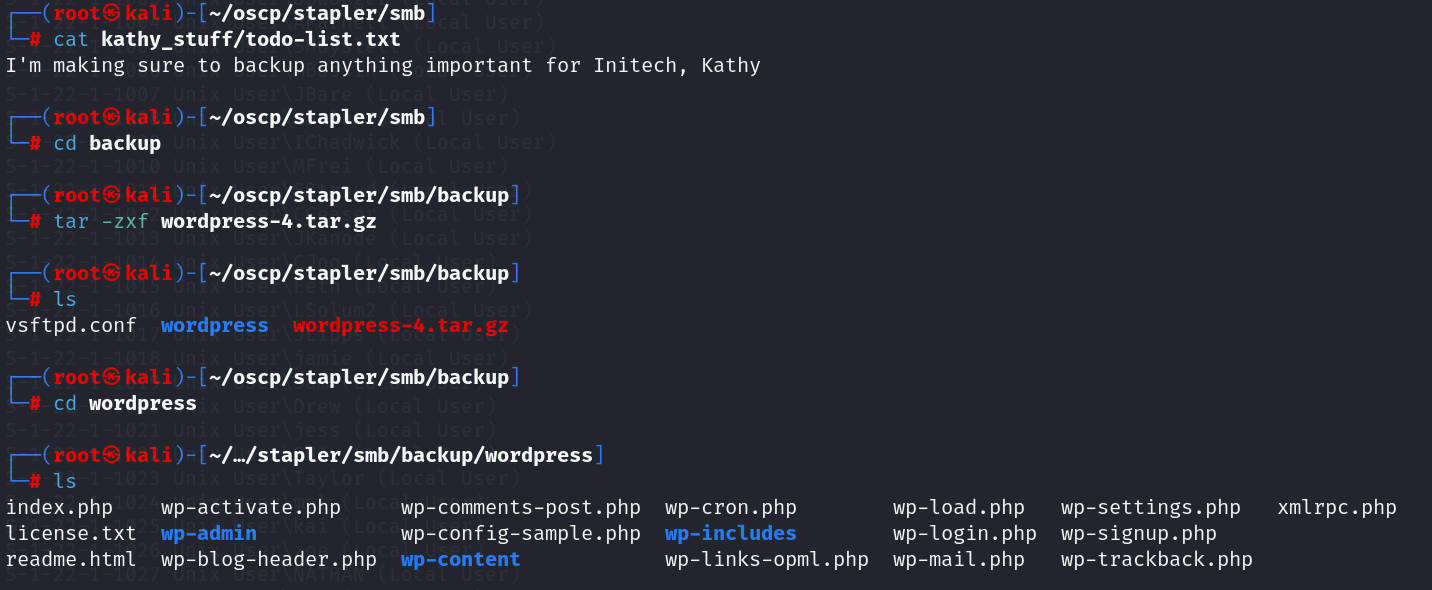 ┌──(root㉿kali)-[~/oscp/stapler/smb]
└─# cat kathy_stuff/todo-list.txt
I'm making sure to backup anything important for Initech, Kathy
┌──(root㉿kali)-[~/oscp/stapler/smb]
└─# cd backup
┌──(root㉿kali)-[~/oscp/stapler/smb/backup]
└─# tar -zxf wordpress-4.tar.gz
┌──(root㉿kali)-[~/oscp/stapler/smb/backup]
└─# ls
vsftpd.conf  wordpress  wordpress-4.tar.gz
┌──(root㉿kali)-[~/oscp/stapler/smb/backup]
└─# cd wordpress
┌──(root㉿kali)-[~/…/stapler/smb/backup/wordpress]
└─# ls
index.php    wp-activate.php     wp-comments-post.php  wp-cron.php        wp-load.php   wp-settings.php   xmlrpc.php
license.txt  wp-admin            wp-config-sample.php  wp-includes        wp-login.php  wp-signup.php
readme.html  wp-blog-header.php  wp-content            wp-links-opml.php  wp-mail.php   wp-trackback.php